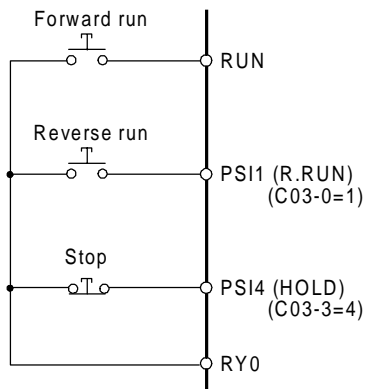 Forward run
RUN
Reverse run
PSI1 (R.RUN)
(C03-0=1)
Stop
PSI4 (HOLD)
(C03-3=4)
RY0